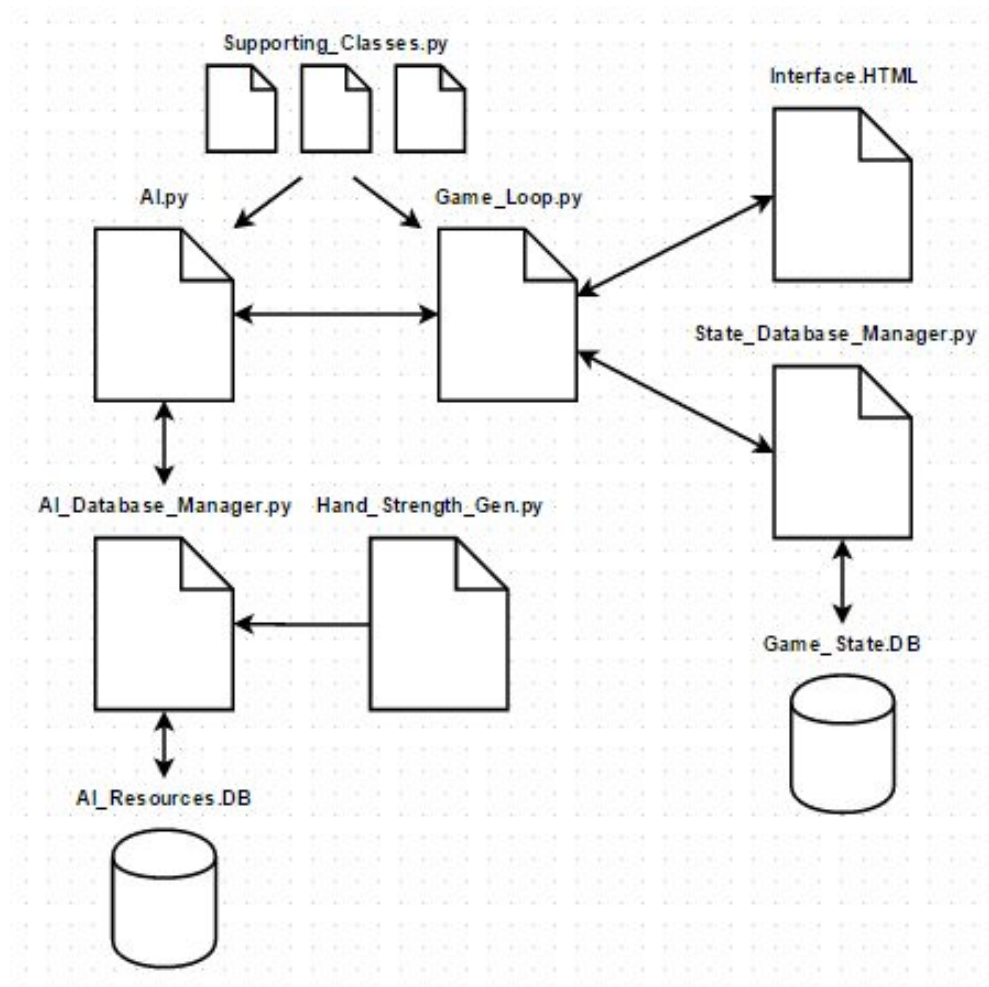 Supporting_Classes.py
Interface.HTML
AI.py
Game_Loop.py
State_Database_Manager.py
AI_Database_Manager.py
Hand_Strength_Gen.py
Game_State.DB
AI_Resources.DB